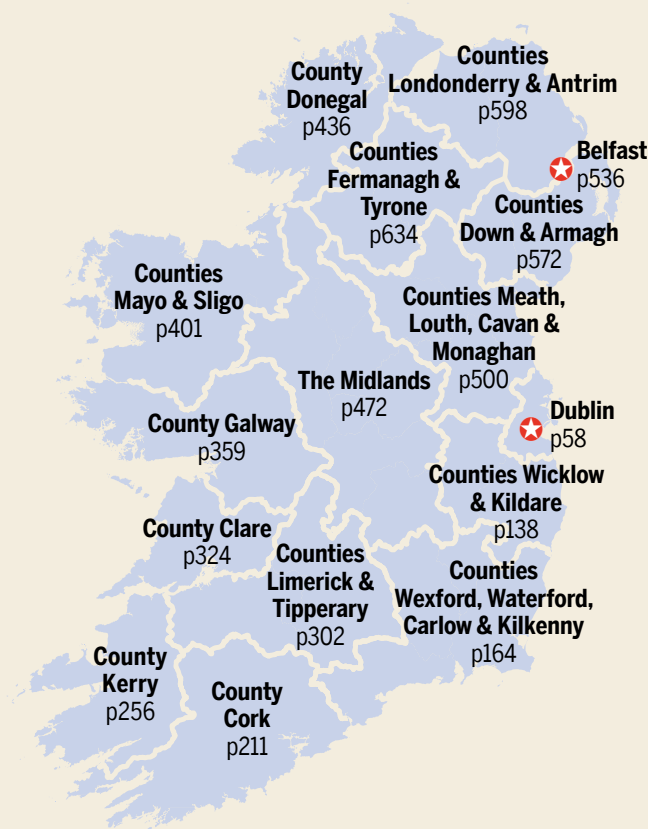 County
Donegal
p436
Counties
Londonderry & Antrim
p598
Belfast
p536
Counties
Fermanagh &
Tyrone
p634
Counties
Down & Armagh
p572
Counties
Mayo & Sligo
p401
Counties Meath,
Louth, Cavan &
Monaghan
p500
The Midlands
p472
Dublin
p58
County Galway
p359
Counties Wicklow
& Kildare
p138
County Clare
p324
Counties
Limerick &
Tipperary
p302
Counties
Wexford, Waterford,
Carlow & Kilkenny
p164
County
Kerry
p256
County
Cork
p211